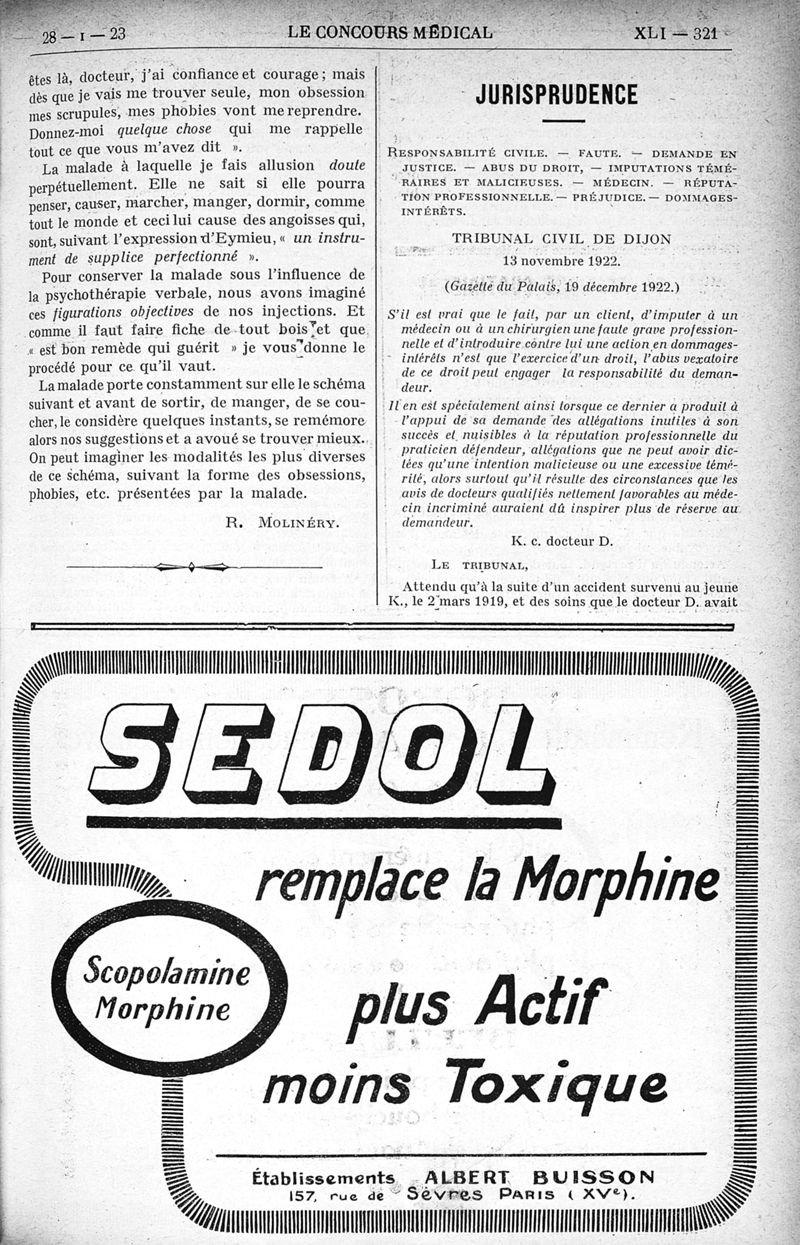 28 — I — 23 LE CONCOURS MÉDICAL XLI — 321
êtes là, docteur, j'ai confiance et courage ; mais
dès que je vais me trouver seule, mon obsession
mes scrupules, mes phobies vont me reprendre.
Donnez-moi quelque chose qui me rappelle
tout ce que vous m'avez dit ».
La malade à laquelle je fais allusion doute
perpétuellement. Elle ne sait si elle pourra
penser, causer, marcher, manger, dormir, comme
tout le monde et ceci lui cause des angoisses qui,
sont, suivant l'expression d'Eymieu, « un instru-
ment de supplice perfectionné ».
Pour conserver la malade sous l'influence de
la psychothérapie verbale, nous avons imaginé
ces figurations objectives de nos injections. Et
comme il faut faire fiche de tout bois et que
« est bon remède qui guérit » je vous donne le
procédé pour ce qu'il vaut.
La malade porte constamment sur elle le schéma
suivant et avant de sortir, de manger, de se cou-
cher, le considère quelques instants, se remémore
alors nos suggestions et a avoué se trouver mieux.
On peut imaginer les modalités les plus diverses
de ce schéma, suivant la forme des obsessions,
phobies, etc. présentées par la malade.
R. MOLINÉRY.
JURISPRUDENCE
RESPONSABILITÉ CIVILE. — FAUTE. — DEMANDE EN
JUSTICE. — ABUS DU DROIT, — IMPUTATIONS TÉMÉ-
RAIRES ET MALICIEUSES. — MÉDECIN. — RÉPUTA-
TION PROFESSIONNELLE. — PRÉJUDICE. — DOMMAGES-
INTÉRÊTS.
TRIBUNAL CIVIL DE DIJON
13 novembre 1922.
(Gazette du Palais, 19 décembre 1922.)
S'il est vrai que le fait, par un client, d'imputer à un
médecin ou à un chirurgien une faute grave profession-
nelle et d'introduire contre lui une action en dommages-
intérêts n'est que l'exercice d'un droit, l'abus vexatoire
de ce droit peut engager la responsabilité du deman-
deur.
Il en est spécialement ainsi lorsque ce dernier a produit à
l'appui de sa demande des allégations inutiles à son
succès et nuisibles à la réputation professionnelle du
praticien défendeur, allégations que ne peut avoir dic-
tées qu'une intention malicieuse ou une excessive témé-
rité, alors surtout qu'il résulte des circonstances que les
avis de docteurs qualifiés nettement favorables au méde-
cin incriminé auraient dû inspirer plus de réserve au
demandeur.
K. c. docteur D.
LE TRIBUNAL,
Attendu qu'à la suite d'un accident survenu au jeune
K., le 2 mars 1919, et des soins que le docteur D. avait
SEDOL
remplace la Morphine
Scopolamine
Morphine
plus Actif
moins Toxique
Établissements ALBERT BUISSON
157, rue de Sèvres PARIS (XVe).